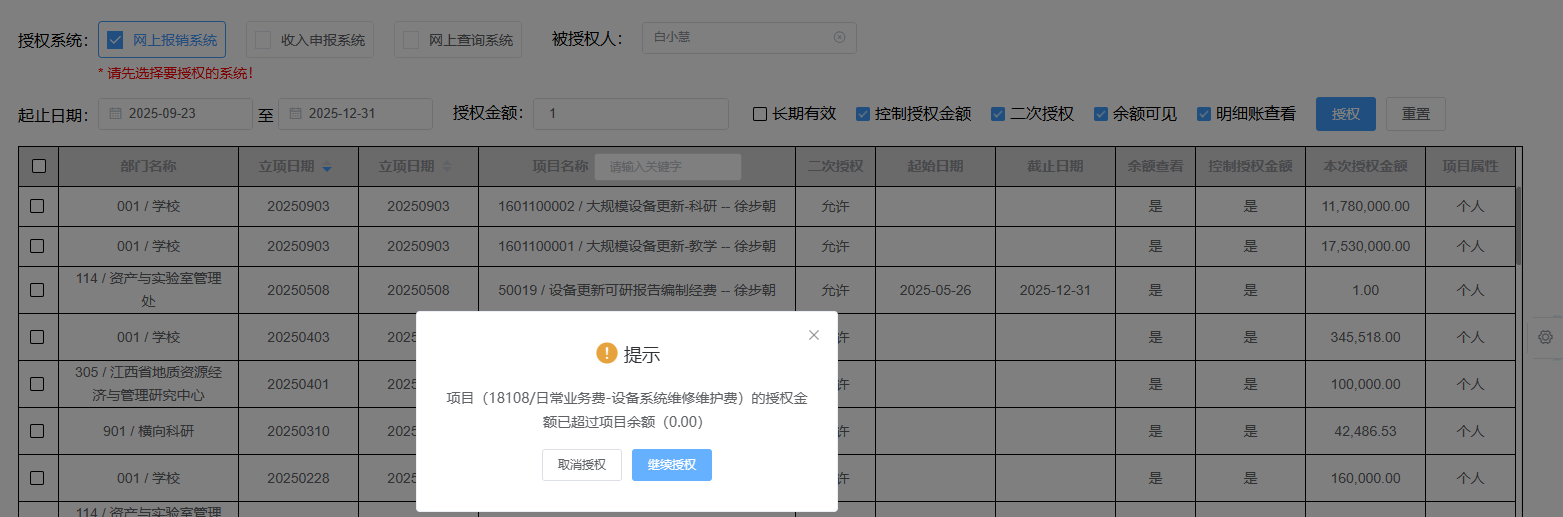 授权系统: 网上报销系统 收入申报系统 网上查询系统 被授权人: 白小慧
* 请先选择要授权的系统!
起止日期: 2025-09-23 至 2025-12-31 授权金额: 1 长期有效 控制授权金额 二次授权 余额可见 明细账查看 授权 重置
部门名称 立项日期 立项日期 项目名称 请输入关键字 二次授权 起始日期 截止日期 余额查看 控制授权金额 本次授权金额 项目属性
001 / 学校 20250903 20250903 1601100002 / 大规模设备更新-科研 -- 徐步朝 允许 是 是 11,780,000.00 个人
001 / 学校 20250903 20250903 1601100001 / 大规模设备更新-教学 -- 徐步朝 允许 是 是 17,530,000.00 个人
114 / 资产与实验室管理
处 20250508 20250508 50019 / 设备更新可研报告编制经费 -- 徐步朝 允许 2025-05-26 2025-12-31 是 是 1.00 个人
001 / 学校 20250403 202 许 是 是 345,518.00 个人
305 / 江西省地质资源经
济与管理研究中心 20250401 202 许 是 是 100,000.00 个人
901 / 横向科研 20250310 202 许 是 是 42,486.53 个人
001 / 学校 20250228 202 许 是 是 160,000.00 个人
114 / 资产与实验室管理
提示
项目（18108/日常业务费-设备系统维修维护费）的授权金
额已超过项目余额（0.00）
取消授权 继续授权